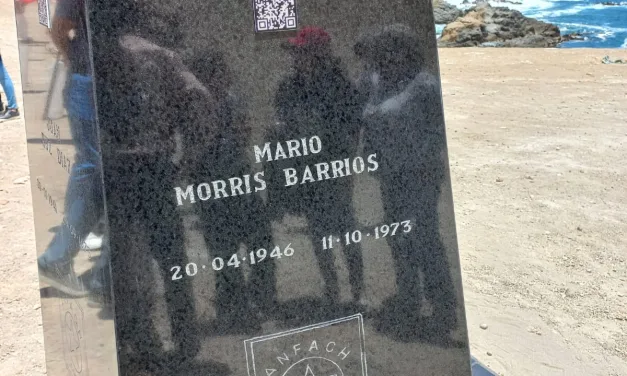 MARIO
MORRIS BARRIOS
20·04·1946 11·10·1973
ANFACH